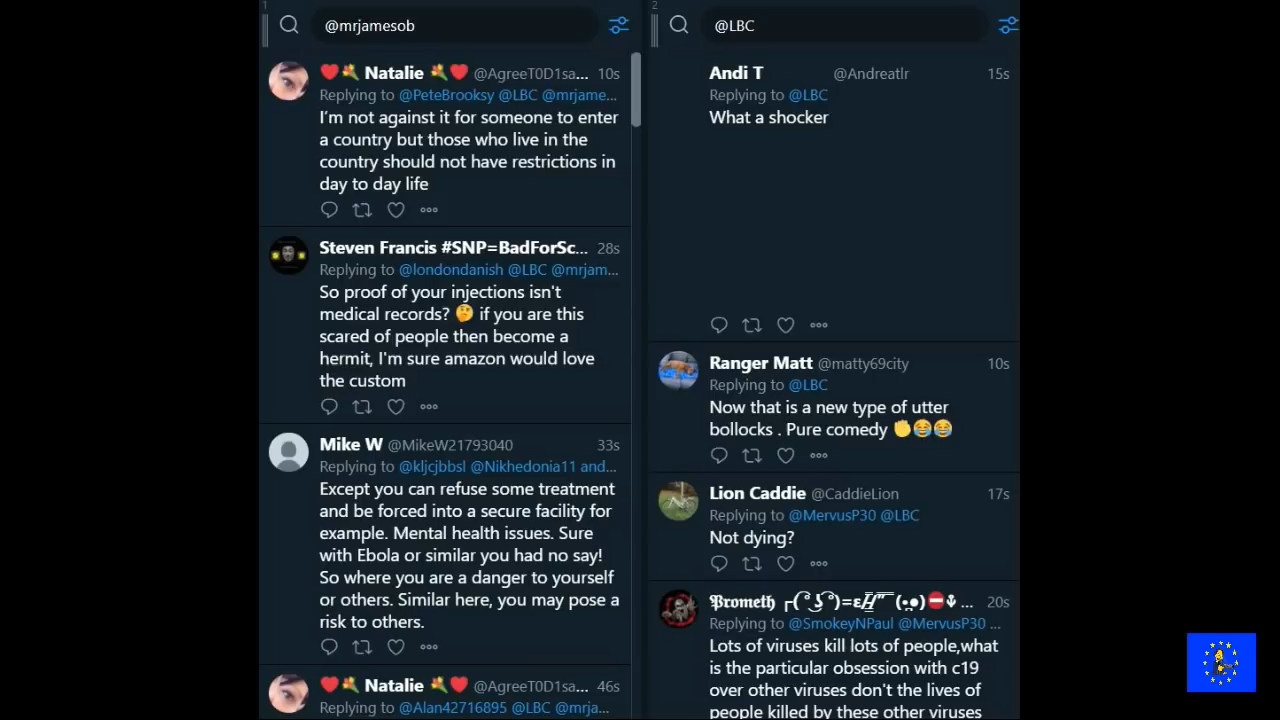 1
@mrjamesob
♥️💐 Natalie 💐♥️ @AgreeT0D1sa... 10s
Replying to @PeteBrooksy @LBC @mrjame...
I'm not against it for someone to enter
a country but those who live in the
country should not have restrictions in
day to day life
Steven Francis #SNP=BadForSc... 28s
Replying to @londondanish @LBC @mrjam...
So proof of your injections isn't
medical records? 🤔 if you are this
scared of people then become a
hermit, I'm sure amazon would love
the custom
Mike W @MikeW21793040 33s
Replying to @kljcjbbsl @Nikhedonia11 and...
Except you can refuse some treatment
and be forced into a secure facility for
example. Mental health issues. Sure
with Ebola or similar you had no say!
So where you are a danger to yourself
or others. Similar here, you may pose a
risk to others.
♥️💐 Natalie 💐♥️ @AgreeT0D1sa... 46s
Replying to @Alan42716895 @LBC @mrja...
2
@LBC
Andi T @Andreatlr 15s
Replying to @LBC
What a shocker
Ranger Matt @matty69city 10s
Replying to @LBC
Now that is a new type of utter
bollocks . Pure comedy ✊😂😂
Lion Caddie @CaddieLion 17s
Replying to @MervusP30 @LBC
Not dying?
𝕻𝖗𝖔𝖒𝖊𝖙𝖍 20s
Replying to @SmokeyNPaul @MervusP30 ...
Lots of viruses kill lots of people,what
is the particular obsession with c19
over other viruses don't the lives of
people killed by these other viruses